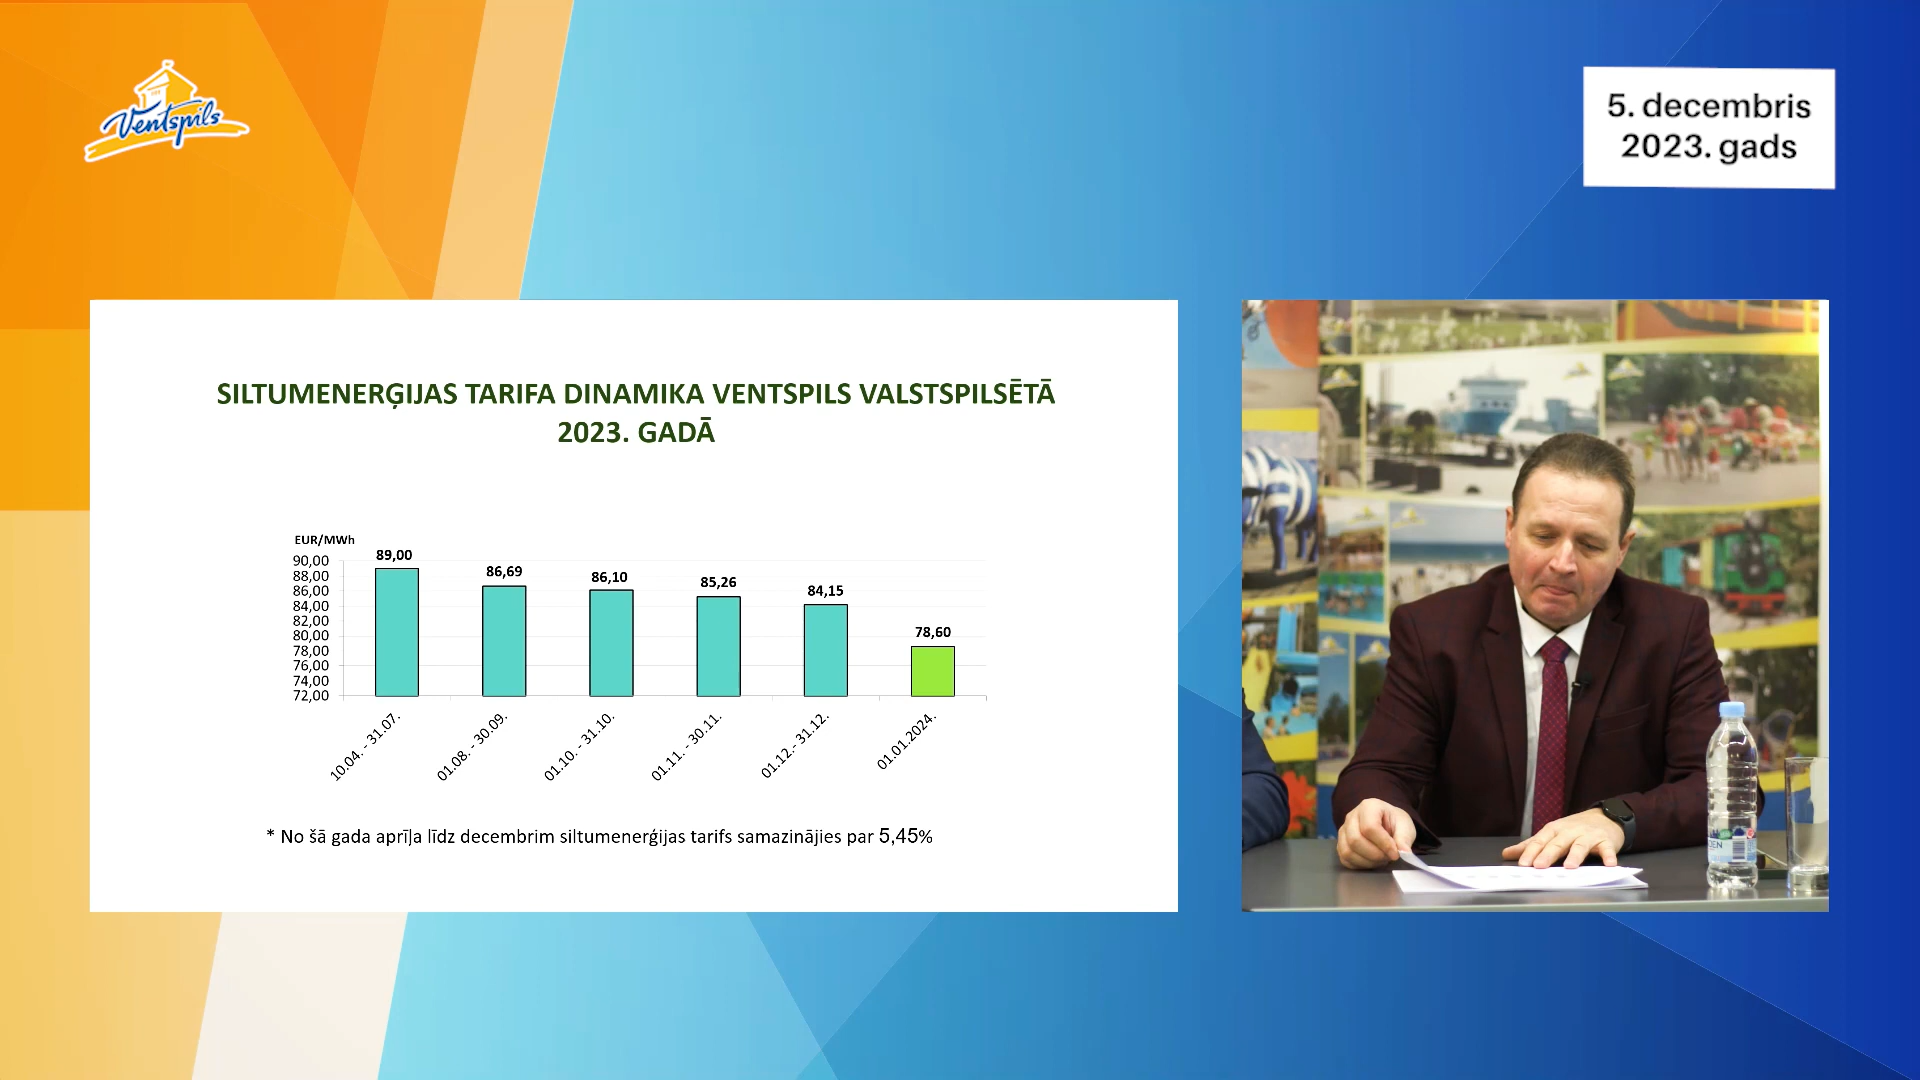 Ventspils
5. decembris
2023. gads
SILTUMENERĢIJAS TARIFA DINAMIKA VENTSPILS VALSTSPILSĒTĀ
2023. GADĀ
EUR/MWh
90,00
88,00
86,00
84,00
82,00
80,00
78,00
76,00
74,00
72,00
89,00
86,69
86,10
85,26
84,15
78,60
10.04. - 31.07.
01.08. - 30.09.
01.10. - 31.10.
01.11. - 30.11.
01.12.- 31.12.
01.01.2024.
* No šā gada aprīļa līdz decembrim siltumenerģijas tarifs samazinājies par 5,45%